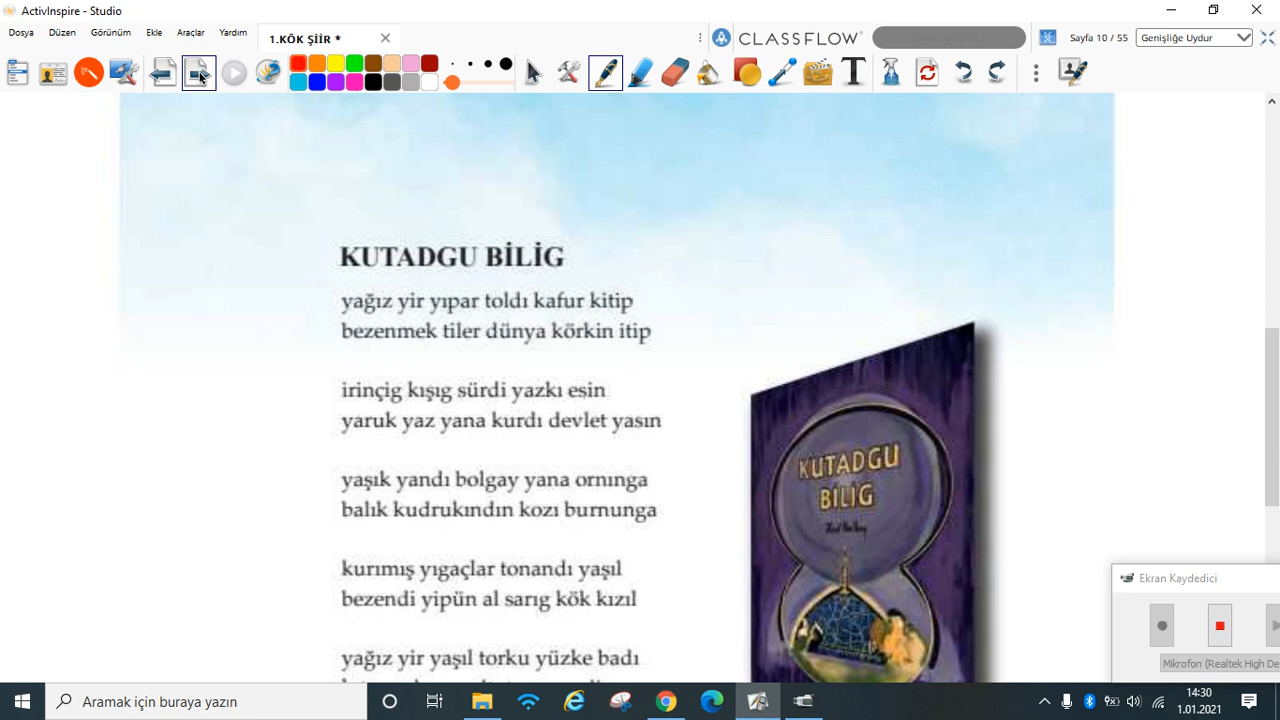 ActivInspire - Studio
Dosya Düzen Görünüm Ekle Araçlar Yardım
1.KÖK ŞİİR *
CLASSFLOW
Sayfa 10 / 55
Genişliğe Uydur
T
KUTADGU BİLİG
yağız yir yıpar toldı kafur kitip
bezenmek tiler dünya körkin itip
irinçig kışıg sürdi yazkı esin
yaruk yaz yana kurdı devlet yasın
yaşık yandı bolgay yana ornınga
balık kudrukındın kozı burnunga
kurımış yıgaçlar tonandı yaşıl
bezendi yipün al sarıg kök kızıl
yağız yir yaşıl torku yüzke badı
KUTADGU
BİLİG
Ekran Kaydedici
Mikrofon (Realtek High De
Aramak için buraya yazın
14:30
1.01.2021